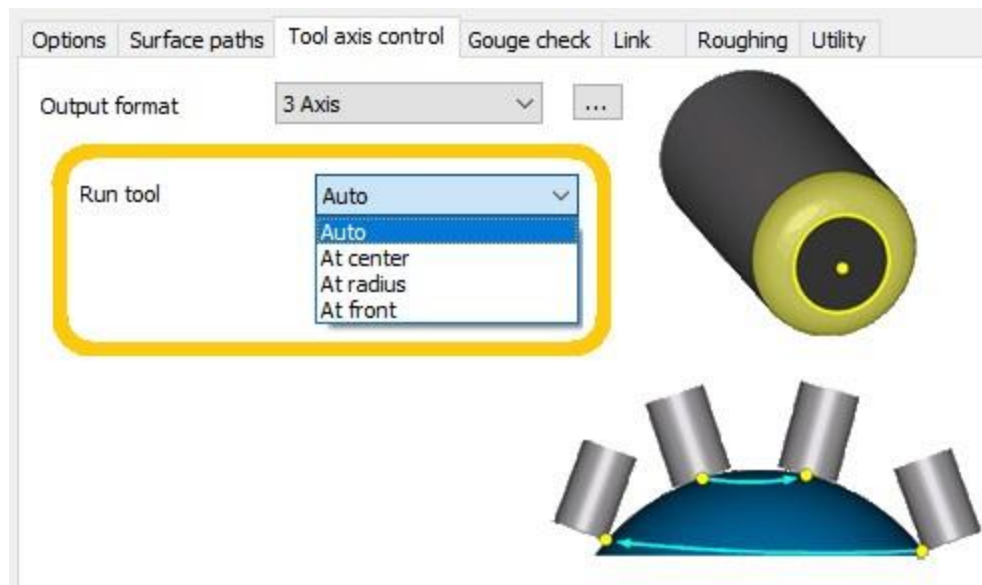 Options Surface paths Tool axis control Gouge check Link Roughing Utility
Output format 3 Axis ...
Run tool Auto
Auto
At center
At radius
At front